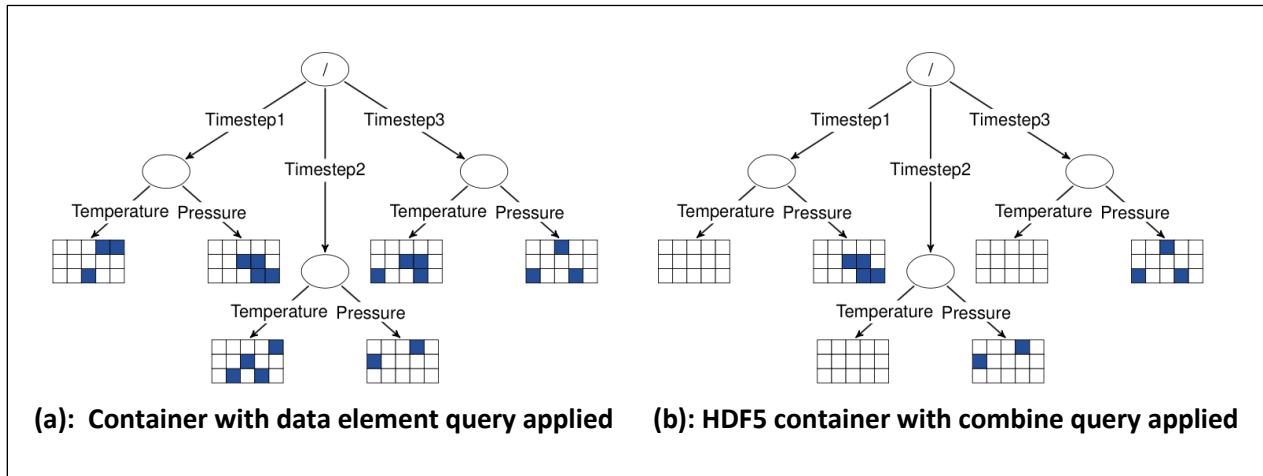 /
Timestep1
Timestep3
Timestep2
Temperature
Pressure
Temperature
Pressure
Temperature
Pressure
(a): Container with data element query applied
/
Timestep1
Timestep3
Timestep2
Temperature
Pressure
Temperature
Pressure
Temperature
Pressure
(b): HDF5 container with combine query applied